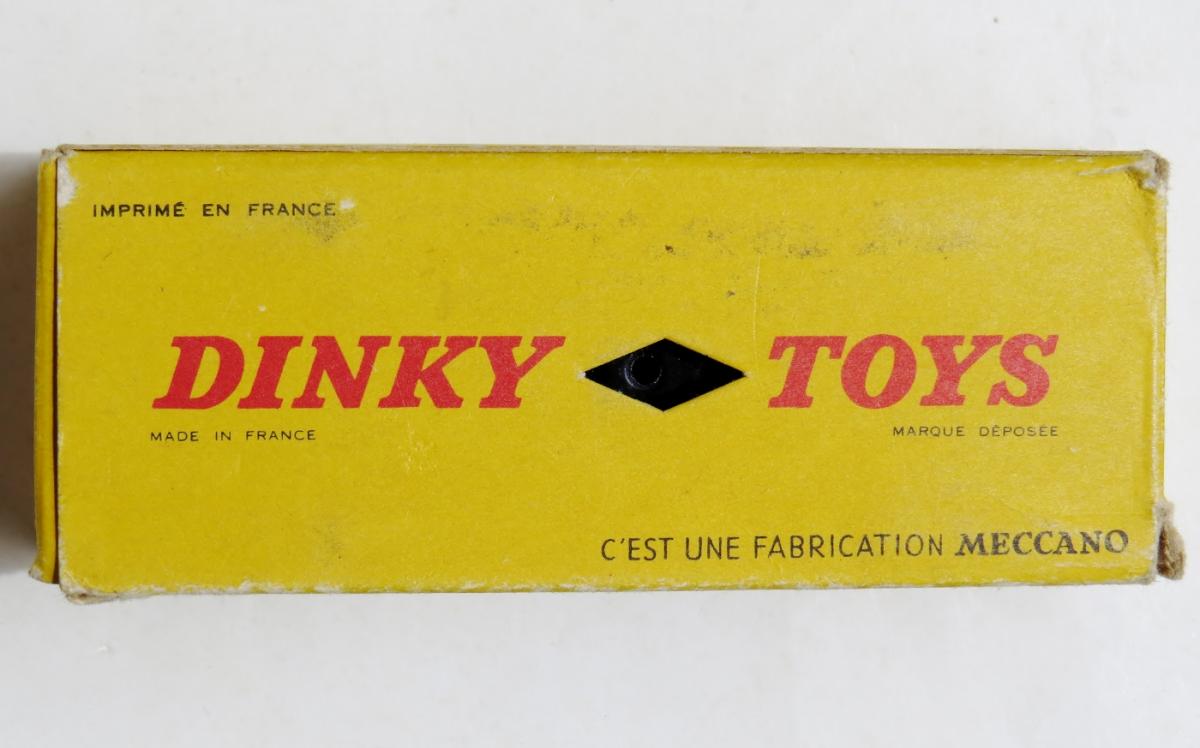 IMPRIMÉ EN FRANCE
DINKY TOYS
MADE IN FRANCE MARQUE DÉPOSÉE
C'EST UNE FABRICATION MECCANO